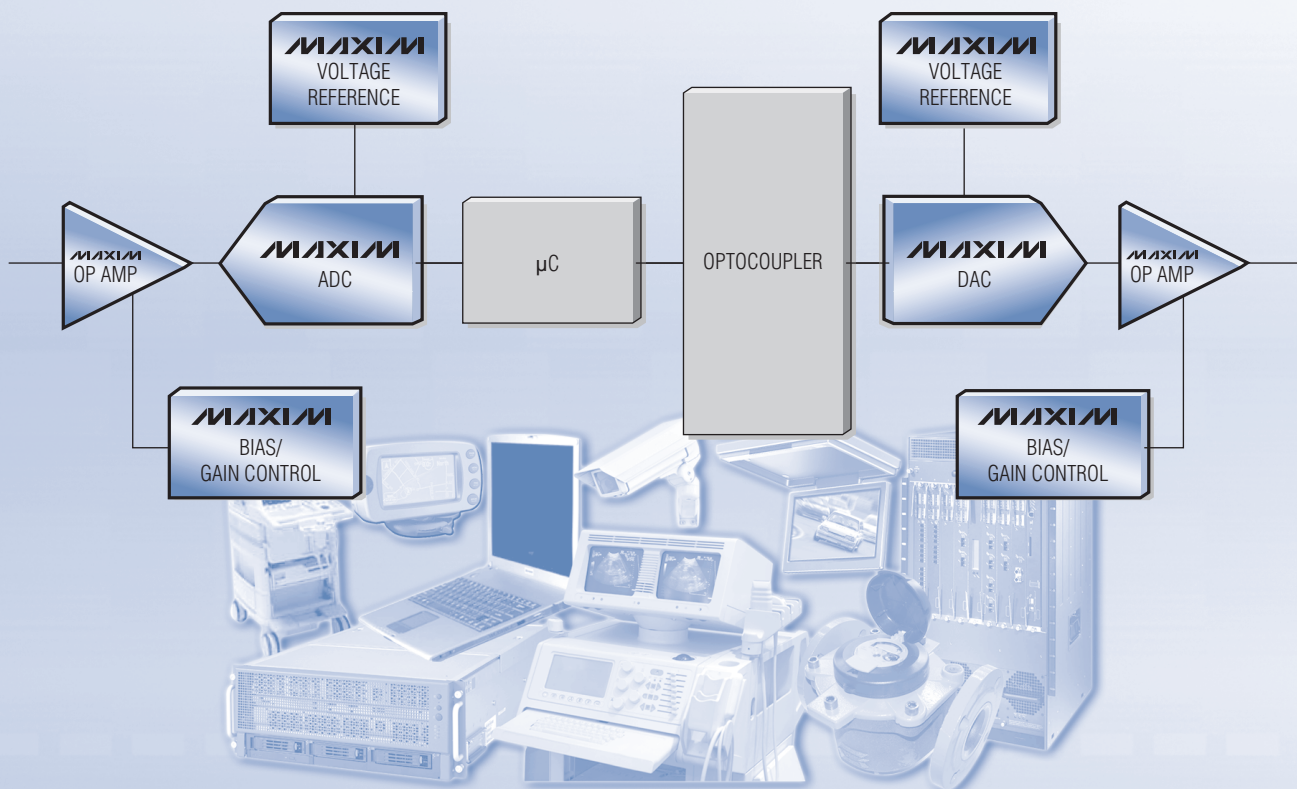 MAXIM
VOLTAGE
REFERENCE
MAXIM
VOLTAGE
REFERENCE
MAXIM
OP AMP
MAXIM
ADC
µC
OPTOCOUPLER
MAXIM
DAC
MAXIM
OP AMP
MAXIM
BIAS/
GAIN CONTROL
MAXIM
BIAS/
GAIN CONTROL